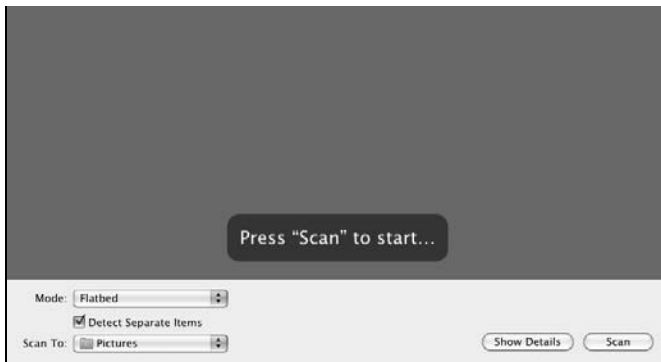 Press “Scan” to start...
Mode: Flatbed
Detect Separate Items
Scan To: Pictures
Show Details Scan